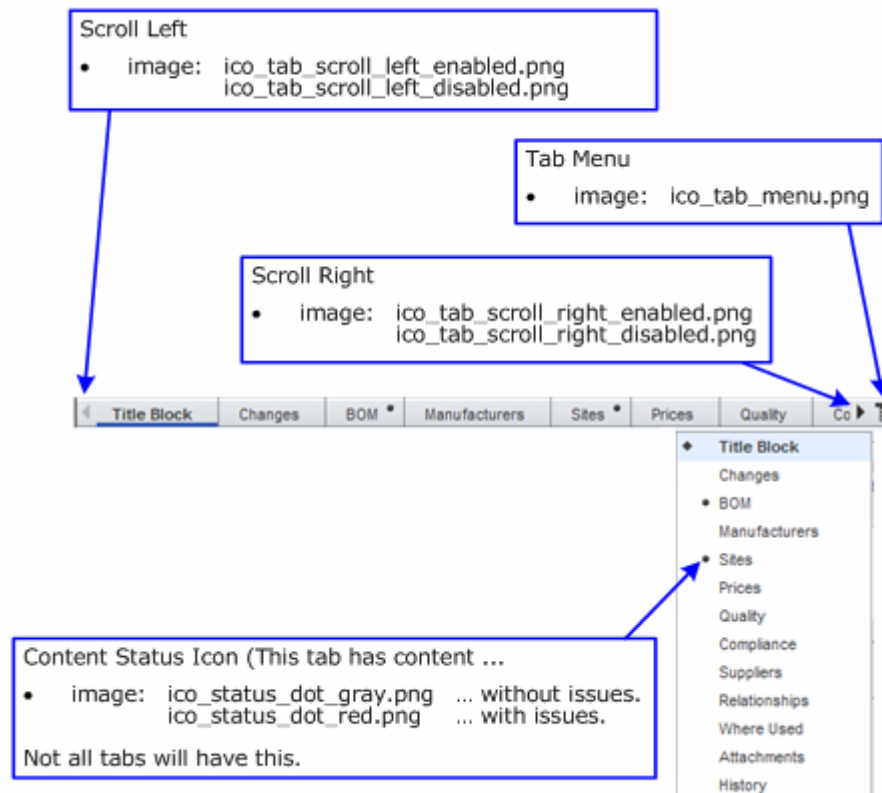 Scroll Left
• image: ico_tab_scroll_left_enabled.png
ico_tab_scroll_left_disabled.png
Tab Menu
• image: ico_tab_menu.png
Scroll Right
• image: ico_tab_scroll_right_enabled.png
ico_tab_scroll_right_disabled.png
Title Block Changes BOM Manufacturers Sites Prices Quality Co
Title Block
Changes
BOM
Manufacturers
Sites
Prices
Quality
Compliance
Suppliers
Relationships
Where Used
Attachments
History
Content Status Icon (This tab has content ...
• image: ico_status_dot_gray.png ... without issues.
ico_status_dot_red.png ... with issues.
Not all tabs will have this.